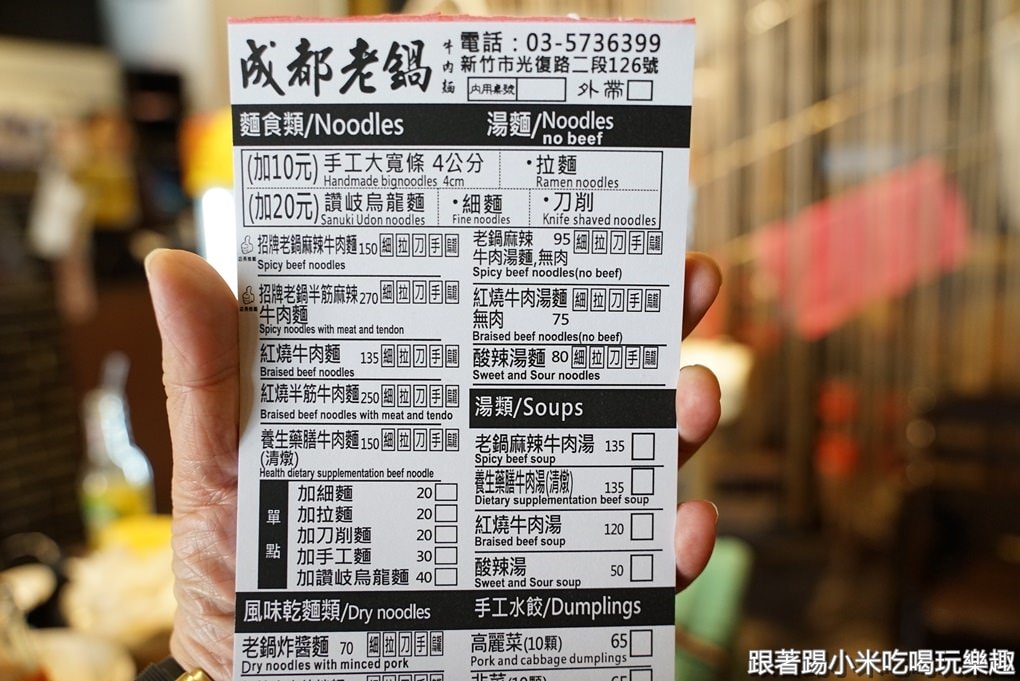 成都老鍋
牛肉麵
電話：03-5736399
新竹市光復路二段126號
內用桌號
外帶
麵食類/Noodles
(加10元) 手工大寬條 4公分
Handmade bignoodles 4cm
(加20元) 讚岐烏龍麵
Sanuki Udon noodles
・細麵
Fine noodles
招牌老鍋麻辣牛肉麵 150 細 拉 刀 手
Spicy beef noodles
招牌老鍋半筋麻辣 270 細 拉 刀 手
牛肉麵
Spicy noodles with meat and tendon
紅燒牛肉麵 135 細 拉 刀 手
Braised beef noodles
紅燒半筋牛肉麵 250 細 拉 刀 手
Braised beef noodles with meat and tendo
養生藥膳牛肉麵 150 細 拉 刀 手
(清燉)
Health dietary supplementation beef noodle
單點
加細麵 20
加拉麵 20
加刀削麵 20
加手工麵 30
加讚岐烏龍麵 40
風味乾麵類/Dry noodles
老鍋炸醬麵 70 細 拉 刀 手
Dry noodles with minced pork
湯麵/Noodles
no beef
・拉麵
Ramen noodles
・刀削
Knife shaved noodles
老鍋麻辣 95 細 拉 刀 手
牛肉湯麵,無肉
Spicy beef noodles(no beef)
紅燒牛肉湯麵 細 拉 刀 手
無肉 75
Braised beef noodles(no beef)
酸辣湯麵 80 細 拉 刀 手
Sweet and Sour noodles
湯類/Soups
老鍋麻辣牛肉湯 135
Spicy beef soup
養生藥膳牛肉湯(清燉) 135
Dietary supplementation beef soup
紅燒牛肉湯 120
Braised beef soup
酸辣湯 50
Sweet and Sour soup
手工水餃/Dumplings
高麗菜(10顆) 65
Pork and cabbage dumplings
跟著踢小米吃喝玩樂趣